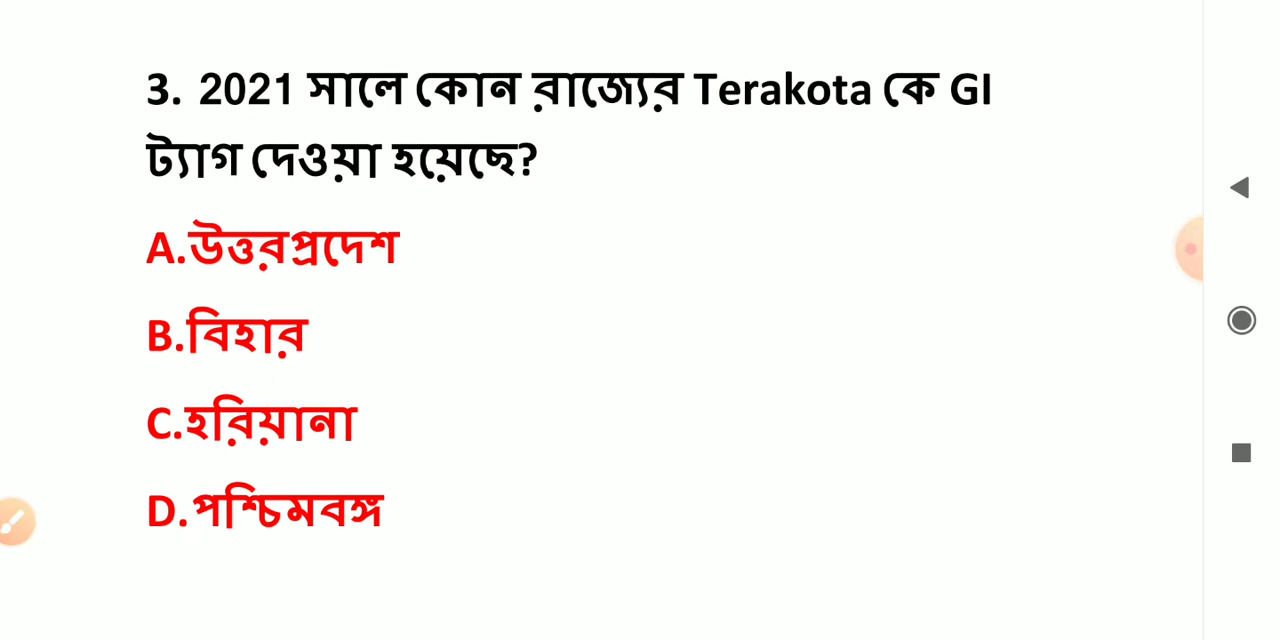 3. 2021 সালে কোন রাজ্যের Terakota কে GI
ট্যাগ দেওয়া হয়েছে?
A.উত্তরপ্রদেশ
B.বিহার
C.হরিয়ানা
D.পশ্চিমবঙ্গ